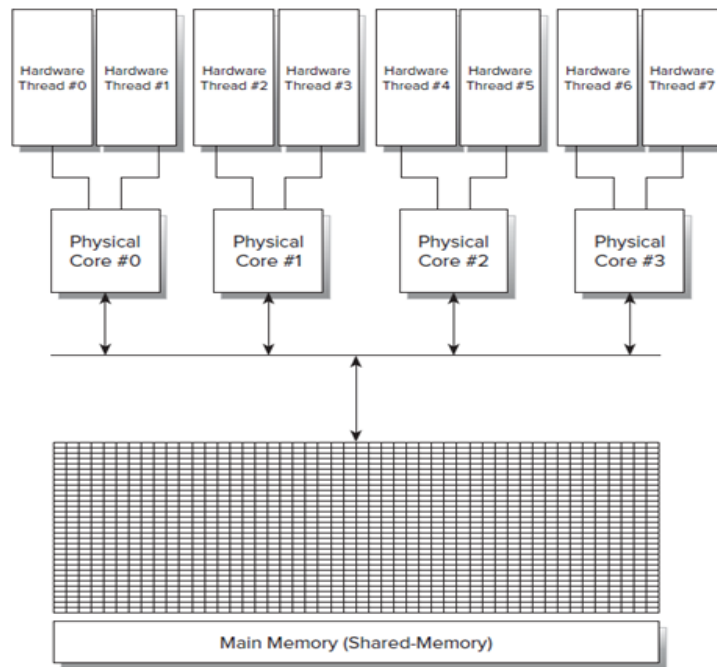 Hardware
Thread #0
Hardware
Thread #1
Hardware
Thread #2
Hardware
Thread #3
Hardware
Thread #4
Hardware
Thread #5
Hardware
Thread #6
Hardware
Thread #7
Physical
Core #0
Physical
Core #1
Physical
Core #2
Physical
Core #3
Main Memory (Shared-Memory)